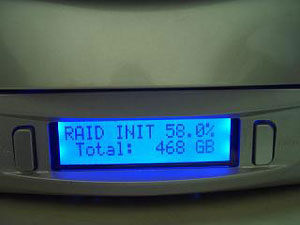 RAID INIT 58.0%
Total: 468 GB